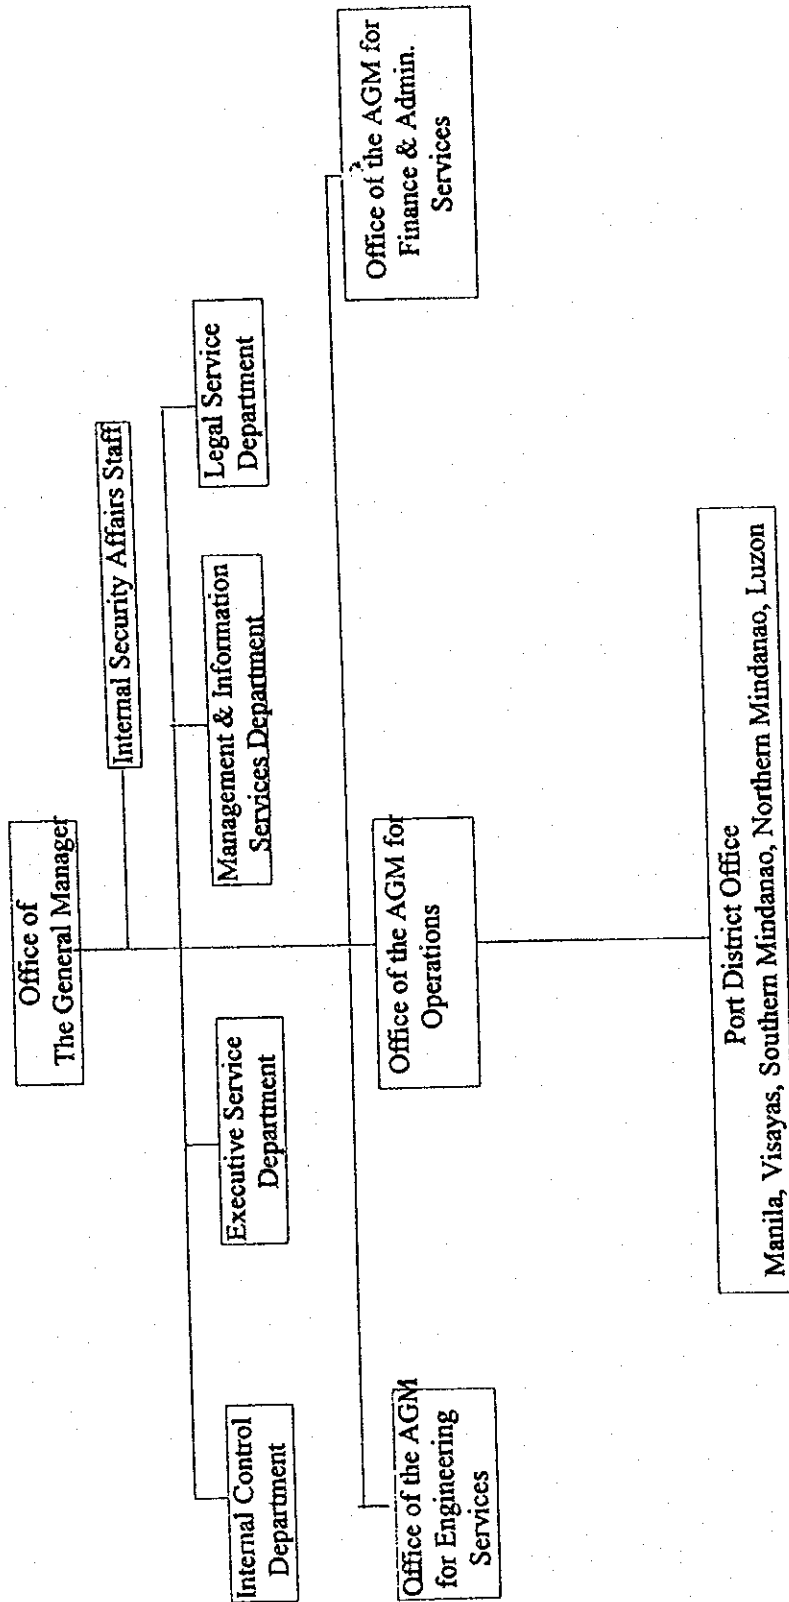 Office of
The General Manager
Internal Security Affairs Staff
Internal Control
Department
Executive Service
Department
Management & Information
Services Department
Legal Service
Department
Office of the AGM
for Engineering
Services
Office of the AGM for
Operations
Office of the AGM for
Finance & Admin.
Services
Port District Office
Manila, Visayas, Southern Mindanao, Northern Mindanao, Luzon